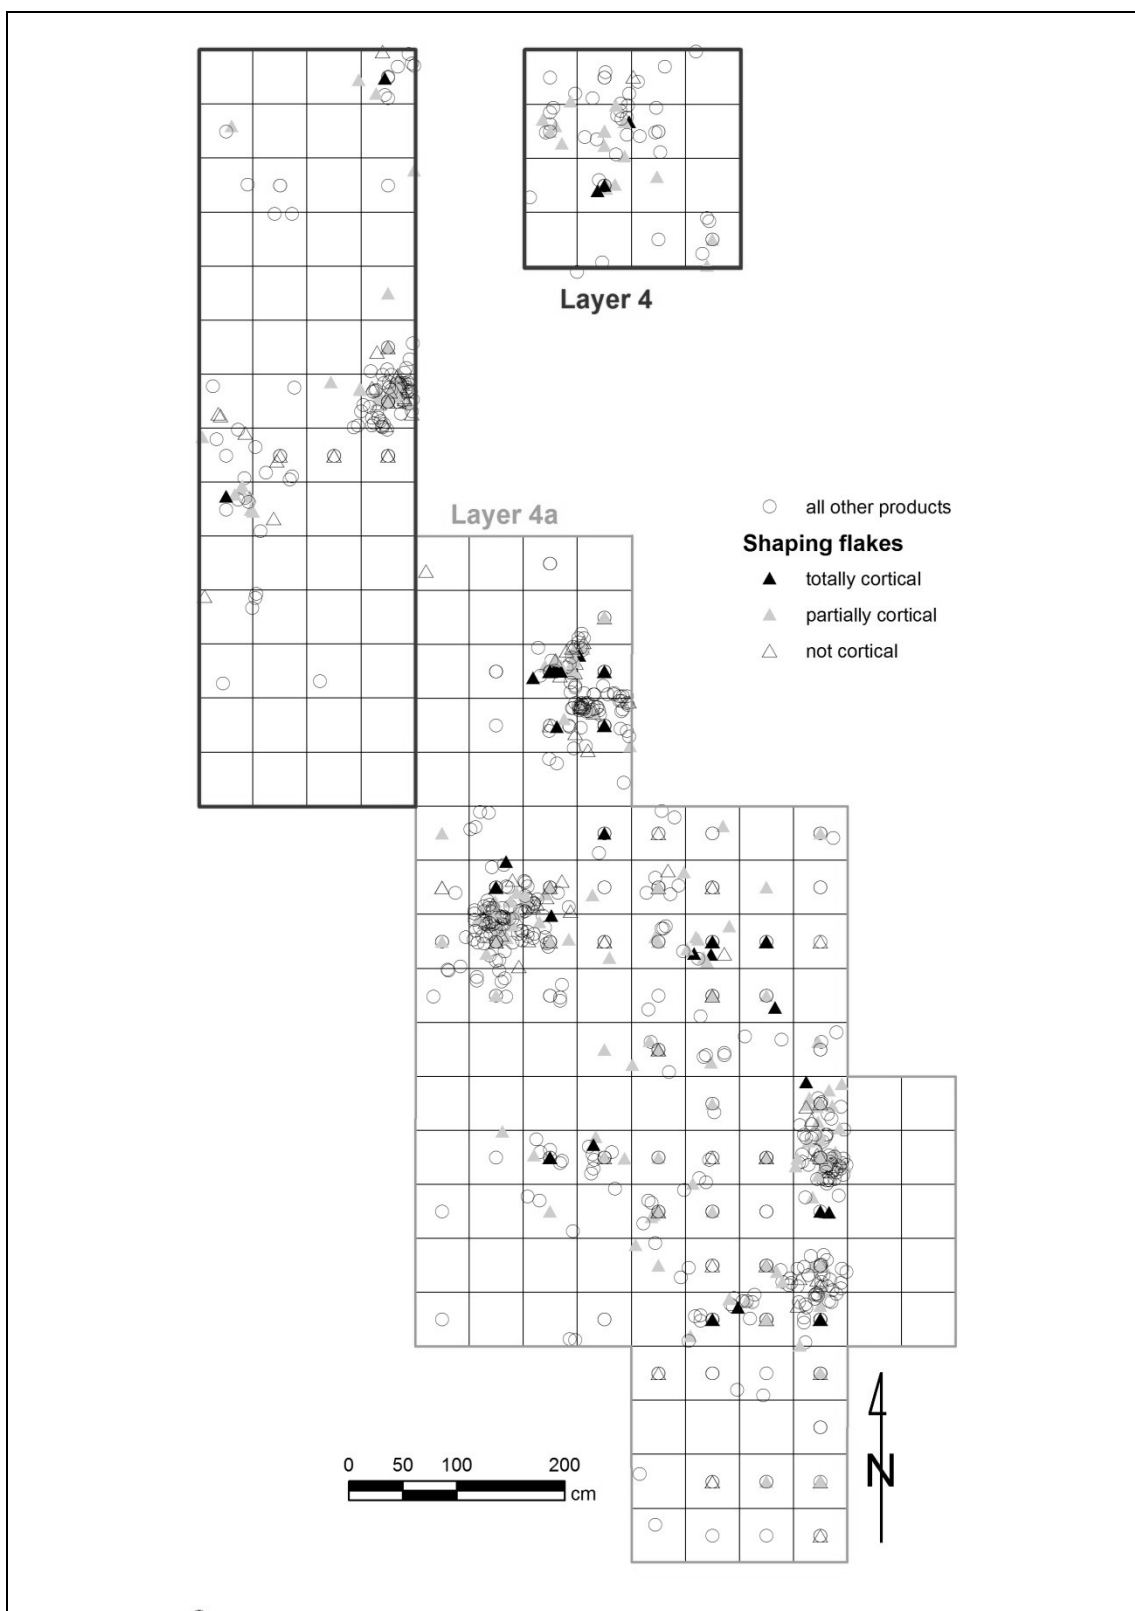 Layer 4
all other products
Layer 4a
Shaping flakes
totally cortical
partially cortical
not cortical
0 50 100 200
cm
N